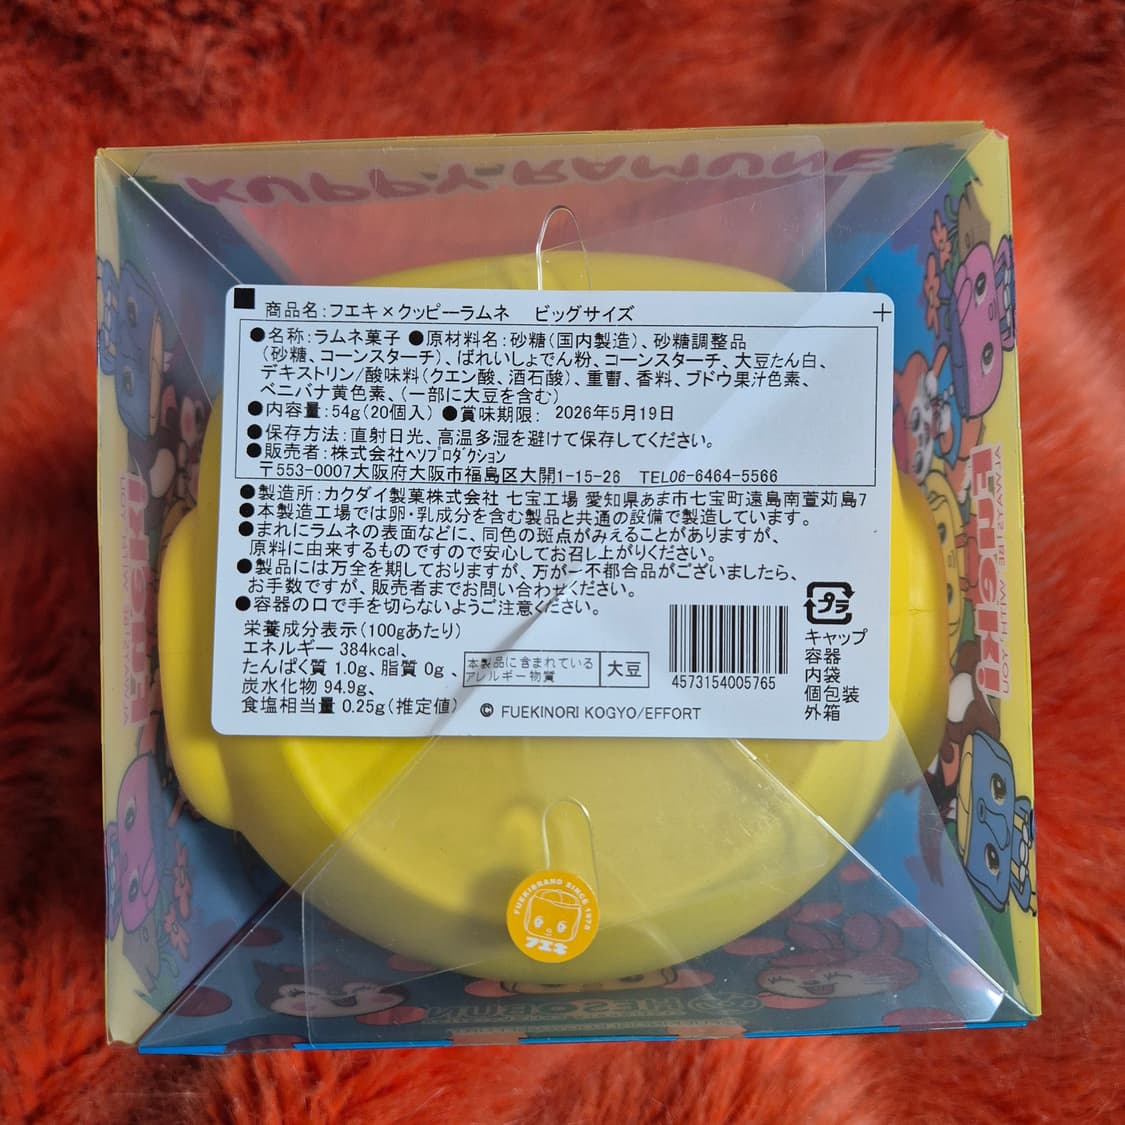 KUPPY-RAMUNE
商品名:フエキ×クッピーラムネ　ビッグサイズ
●名称:ラムネ菓子 ●原材料名:砂糖(国内製造)、砂糖調整品
(砂糖、コーンスターチ)、ばれいしょでん粉、コーンスターチ、大豆たん白、
デキストリン/酸味料(クエン酸、酒石酸)、重曹、香料、ブドウ果汁色素、
ベニバナ黄色素、(一部に大豆を含む)
●内容量:54g(20個入) ●賞味期限: 2026年5月19日
●保存方法:直射日光、高温多湿を避けて保存してください。
●販売者:株式会社ヘソプロダクション
〒553-0007大阪府大阪市福島区大開1-15-26　TEL06-6464-5566
●製造所:カクダイ製菓株式会社 七宝工場 愛知県あま市七宝町遠島南萱苅島7
●本製造工場では卵・乳成分を含む製品と共通の設備で製造しています。
●まれにラムネの表面などに、同色の斑点がみえることがありますが、
原料に由来するものですので安心してお召し上がりください。
●製品には万全を期しておりますが、万が一不都合品がございましたら、
お手数ですが、販売者までお問い合わせください。
●容器の口で手を切らないようご注意ください。
栄養成分表示(100gあたり)
エネルギー 384kcal、
たんぱく質 1.0g、脂質 0g、
炭水化物 94.9g、
食塩相当量 0.25g(推定値)
本製品に含まれている
アレルギー物質
大豆
© FUEKINORI KOGYO/EFFORT
4573154005765
プラ
キャップ
容器
内袋
個包装
外箱
Fueki
ALWAYS BE WITH YOU
Fueki
FUEKIBRAND SINCE 1975
フエキ